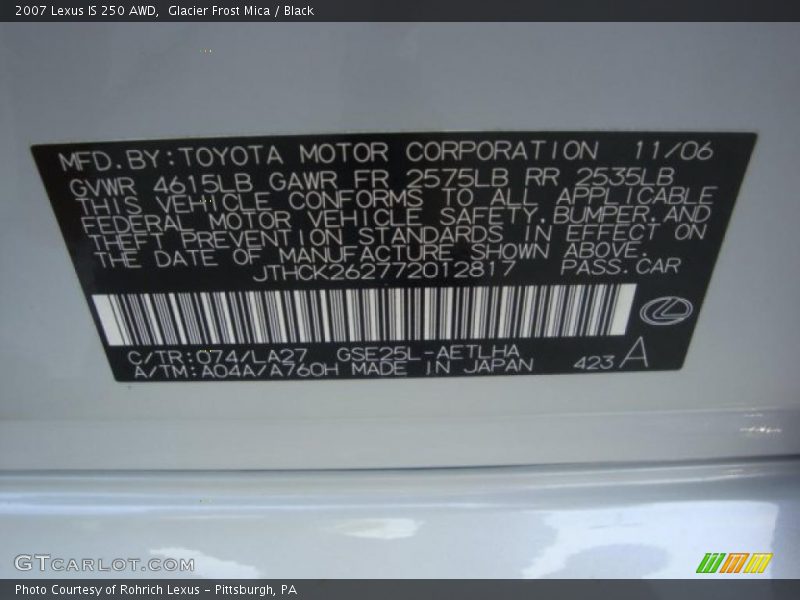 2007 Lexus IS 250 AWD,  Glacier Frost Mica / Black
MFD.BY:TOYOTA MOTOR CORPORATION 11/06
GVWR 4615LB GAWR FR 2575LB RR 2535LB
THIS VEHICLE CONFORMS TO ALL APPLICABLE
FEDERAL MOTOR VEHICLE SAFETY,BUMPER,AND
THEFT PREVENTION STANDARDS IN EFFECT ON
THE DATE OF MANUFACTURE SHOWN ABOVE.
JTHCK262772012817 PASS.CAR
C/TR:074/LA27 GSE25L-AETLHA
A/TM:A04A/A760H MADE IN JAPAN 423 A
GTCARLOT.COM
Photo Courtesy of Rohrich Lexus - Pittsburgh, PA